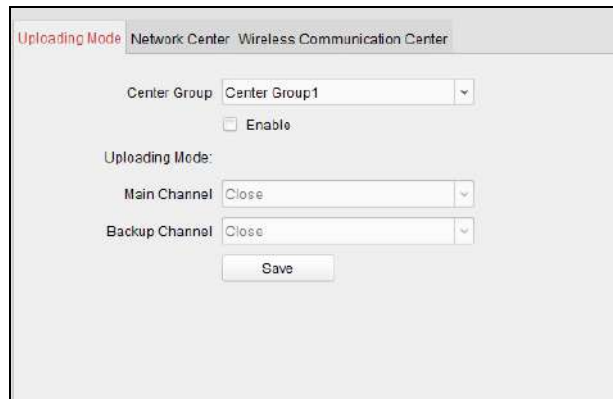 Uploading Mode Network Center Wireless Communication Center
Center Group Center Group1
Enable
Uploading Mode:
Main Channel Close
Backup Channel Close
Save